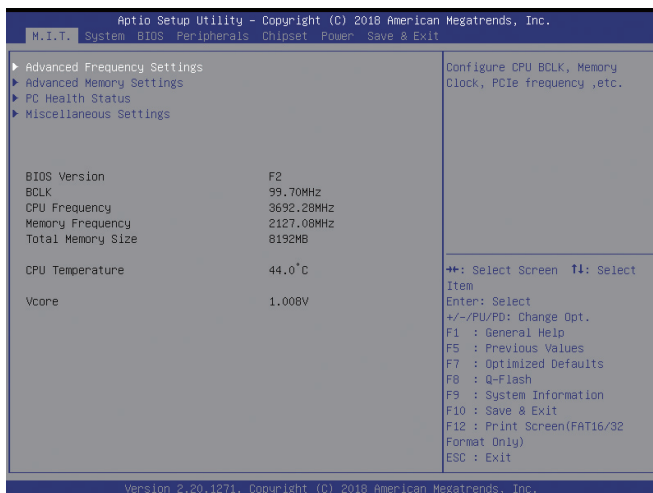 Aptio Setup Utility – Copyright (C) 2018 American Megatrends, Inc.
M.I.T. System BIOS Peripherals Chipset Power Save & Exit
Advanced Frequency Settings
Advanced Memory Settings
PC Health Status
Miscellaneous Settings
BIOS Version F2
BCLK 99.70MHz
CPU Frequency 3692.28MHz
Memory Frequency 2127.08MHz
Total Memory Size 8192MB
CPU Temperature 44.0°C
Vcore 1.008V
Configure CPU BCLK, Memory
Clock, PCIe frequency ,etc.
→←: Select Screen ↑↓: Select
Item
Enter: Select
+/-/PU/PD: Change Opt.
F1 : General Help
F5 : Previous Values
F7 : Optimized Defaults
F8 : Q-Flash
F9 : System Information
F10 : Save & Exit
F12 : Print Screen(FAT16/32
Format Only)
ESC : Exit
Version 2.20.1271. Copyright (C) 2018 American Megatrends, Inc.